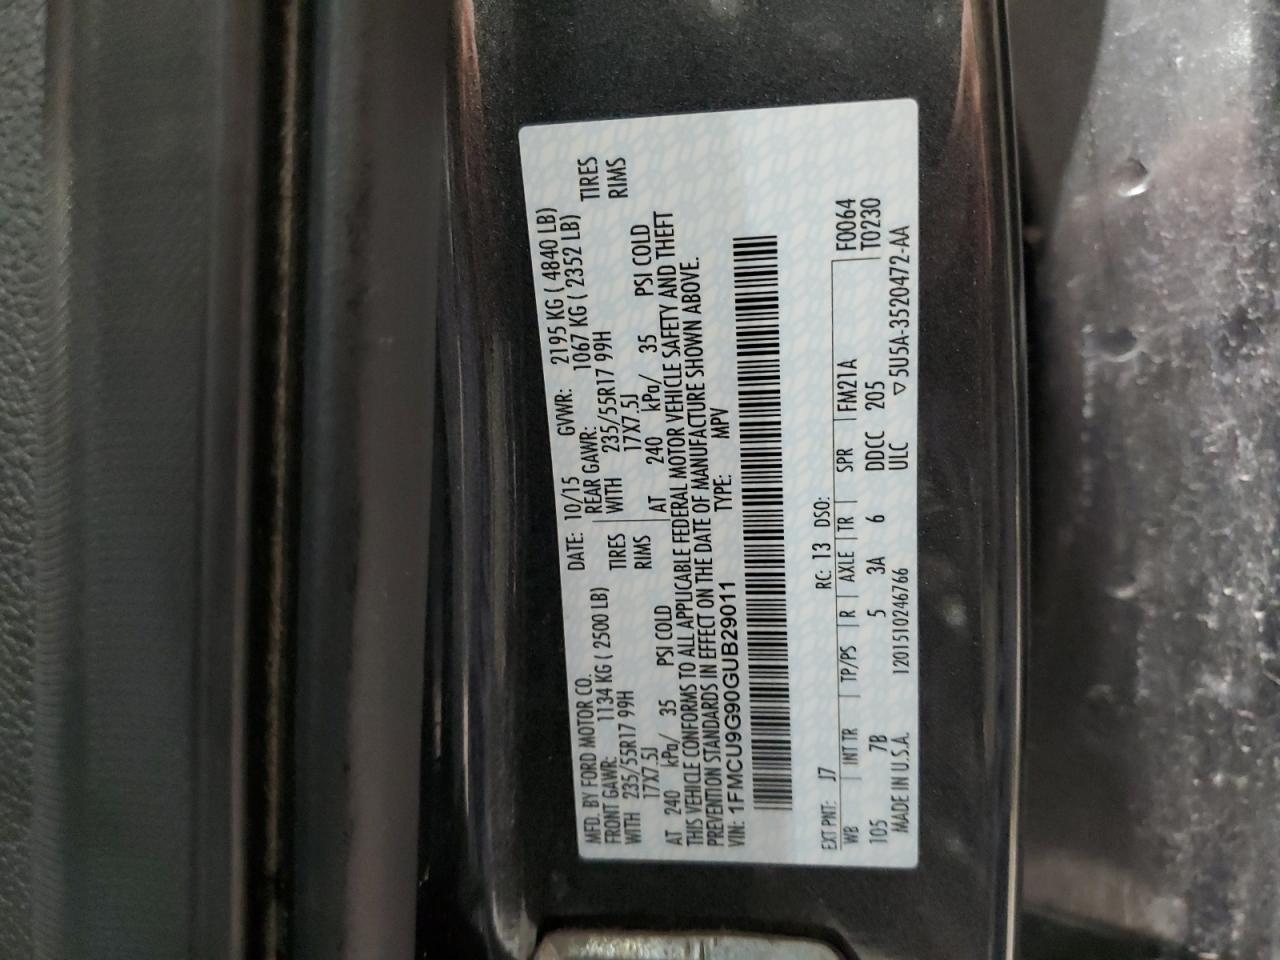 MFD. BY FORD MOTOR CO.
DATE: 10/15 GVWR: 2195 KG ( 4840 LB)
FRONT GAWR: 1134 KG ( 2500 LB)
REAR GAWR: 1067 KG ( 2352 LB)
WITH 235/55R17 99H TIRES
WITH 235/55R17 99H TIRES
17X7.5J RIMS
17X7.5J RIMS
AT 240 kPa/ 35 PSI COLD
AT 240 kPa/ 35 PSI COLD
THIS VEHICLE CONFORMS TO ALL APPLICABLE FEDERAL MOTOR VEHICLE SAFETY AND THEFT
PREVENTION STANDARDS IN EFFECT ON THE DATE OF MANUFACTURE SHOWN ABOVE.
VIN: 1FMCU9G90GUB29011 TYPE: MPV
EXT PNT: J7 RC: 13 DSO: F0064
WB INT TR TP/PS R AXLE TR SPR FM21A T0230
105 7B 5 3A 6 DDCC 205
MADE IN U.S.A. 1201510246766 ULC ▽5U5A-3520472-AA